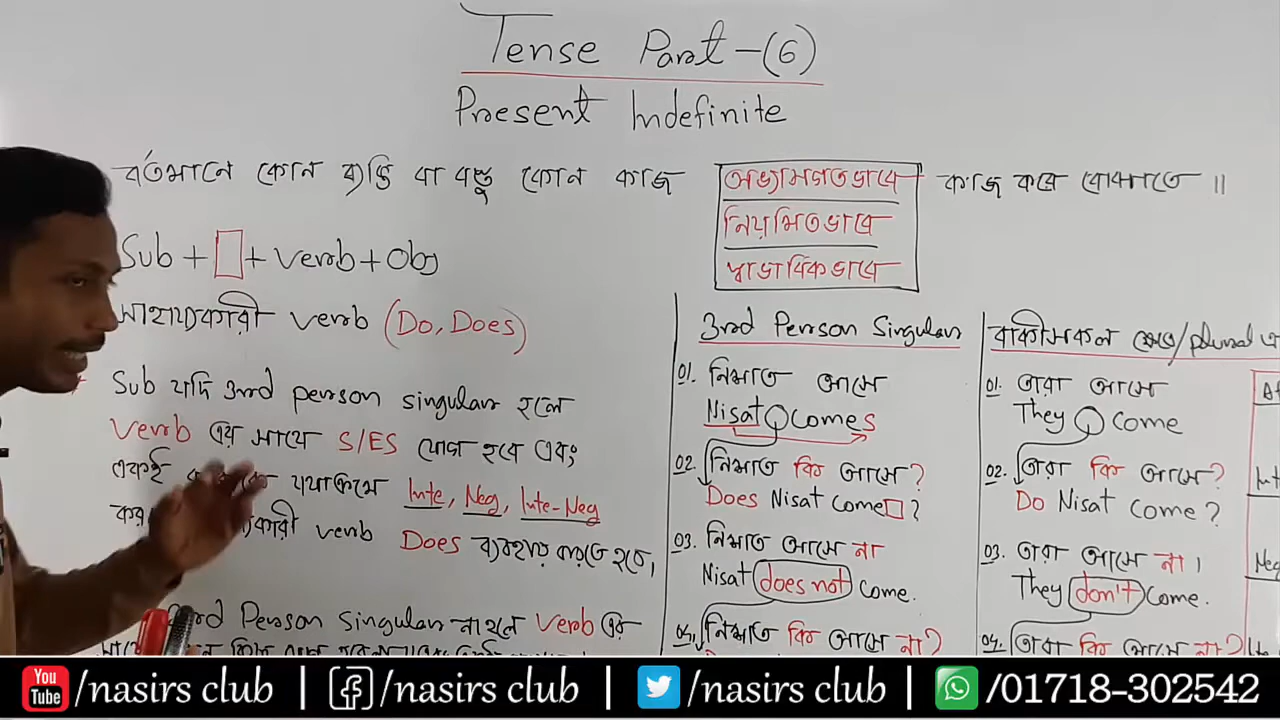 Tense Part-(6)
Present Indefinite
বর্তমানে কোন ব্যক্তি বা বস্তু কোন কাজ
অভ্যাসগতভাবে
নিয়মিতভাবে
স্বাভাবিকভাবে
কাজ করে বোঝাতে ॥
Sub + + Verb + Obj
সাহায্যকারী verb (Do, Does)
Sub যদি 3rd person singular হলে
Verb এর সাথে S/ES যোগ হবে এবং
একই যথাক্রমে Inte, Neg, Inte-Neg
verb Does ব্যবহার করতে হবে।
3rd Person Singular না হলে Verb এর
3rd Person Singular
01. নিসাত আসে
Nisat comes
02. নিসাত কি আসে?
Does Nisat come ?
03. নিসাত আসে না
Nisat does not come.
04. নিসাত কি আসে না?
বাকীসকল ক্ষেত্রে/plural এ
01. তারা আসে
They come
02. তারা কি আসে?
Do Nisat come?
03. তারা আসে না।
They don't come.
04. তারা কি আসে না?
You Tube /nasirs club | /nasirs club | /nasirs club | /01718-302542